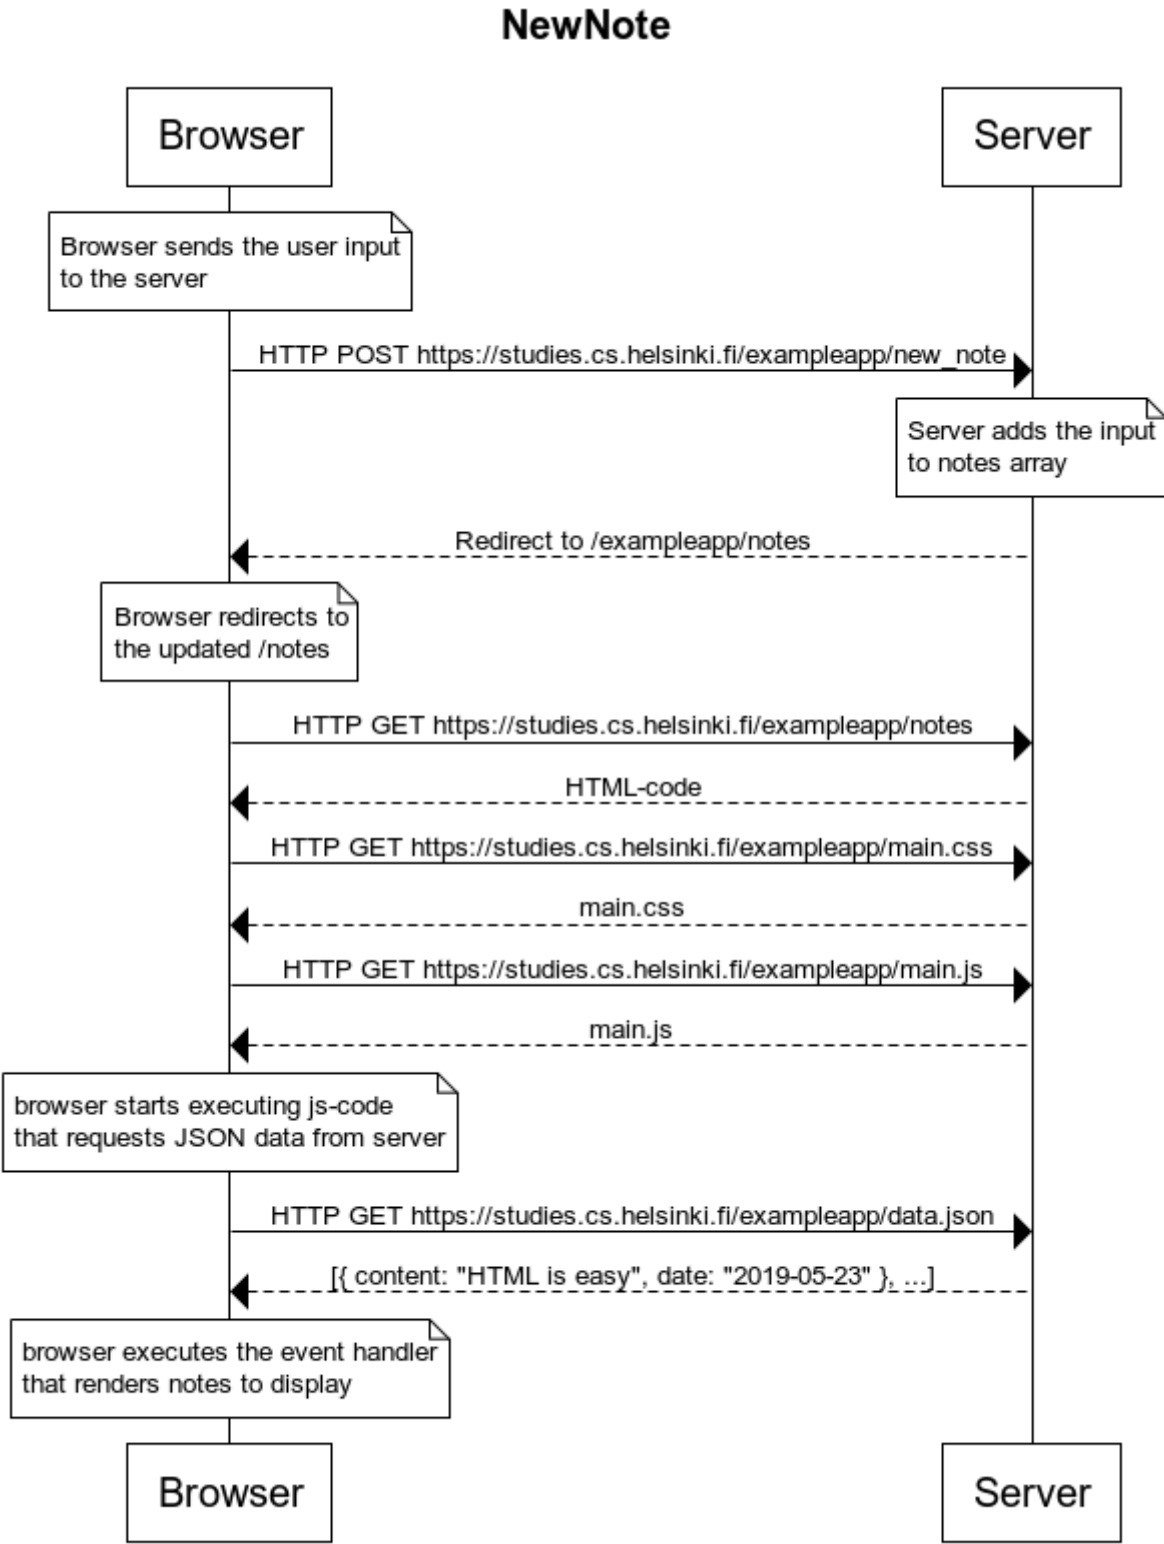 NewNote
Browser
Server
Browser sends the user input
to the server
HTTP POST https://studies.cs.helsinki.fi/exampleapp/new_note
Server adds the input
to notes array
Redirect to /exampleapp/notes
Browser redirects to
the updated /notes
HTTP GET https://studies.cs.helsinki.fi/exampleapp/notes
HTML-code
HTTP GET https://studies.cs.helsinki.fi/exampleapp/main.css
main.css
HTTP GET https://studies.cs.helsinki.fi/exampleapp/main.js
main.js
browser starts executing js-code
that requests JSON data from server
HTTP GET https://studies.cs.helsinki.fi/exampleapp/data.json
[{ content: "HTML is easy", date: "2019-05-23" }, ...]
browser executes the event handler
that renders notes to display
Browser
Server